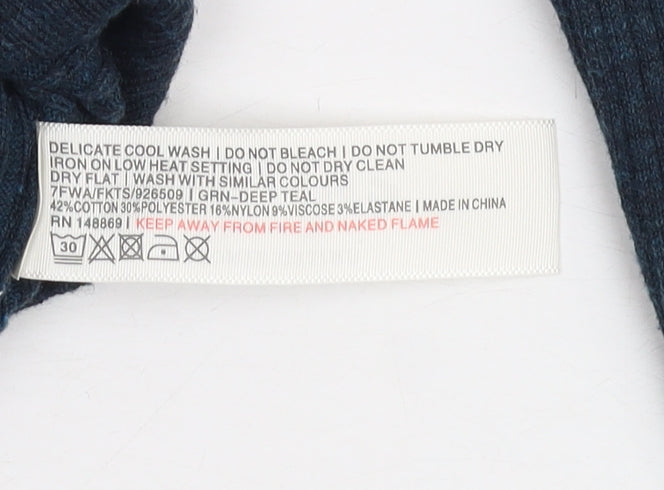 DELICATE COOL WASH | DO NOT BLEACH | DO NOT TUMBLE DRY
IRON ON LOW HEAT SETTING | DO NOT DRY CLEAN
DRY FLAT | WASH WITH SIMILAR COLOURS
7FWA/FKTS/926509 | GRN-DEEP TEAL
42%COTTON 30%POLYESTER 16%NYLON 9%VISCOSE 3%ELASTANE | MADE IN CHINA
RN 148869 | KEEP AWAY FROM FIRE AND NAKED FLAME
30